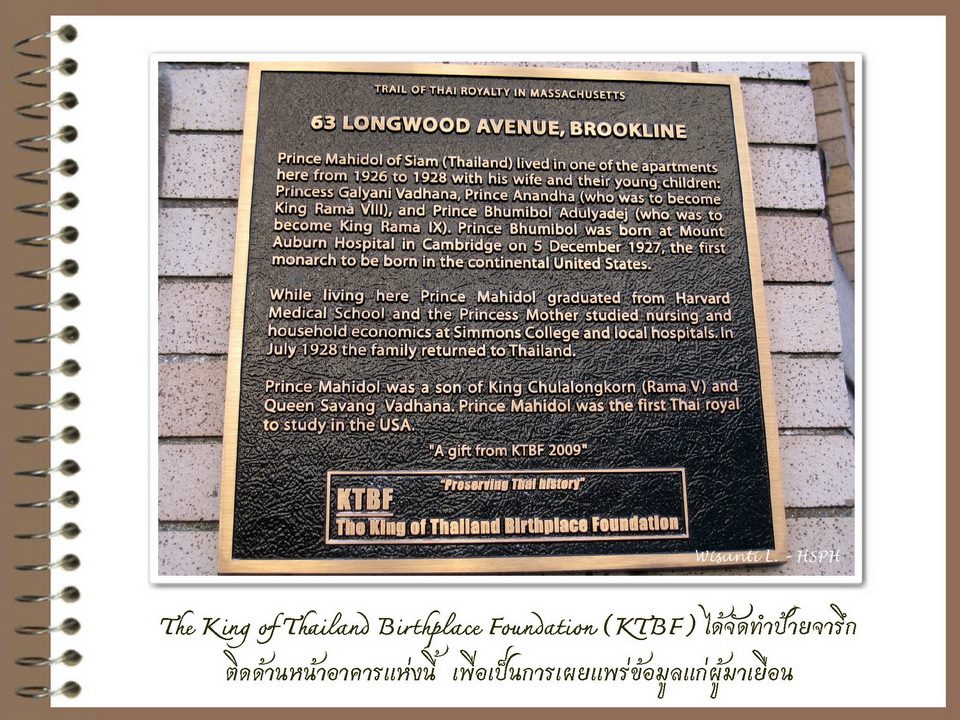 TRAIL OF THAI ROYALTY IN MASSACHUSETTS
63 LONGWOOD AVENUE, BROOKLINE
Prince Mahidol of Siam (Thailand) lived in one of the apartments
here from 1926 to 1928 with his wife and their young children:
Princess Galyani Vadhana, Prince Anandha (who was to become
King Rama VIII), and Prince Bhumibol Adulyadej (who was to
become King Rama IX). Prince Bhumibol was born at Mount
Auburn Hospital in Cambridge on 5 December 1927, the first
monarch to be born in the continental United States.
While living here Prince Mahidol graduated from Harvard
Medical School and the Princess Mother studied nursing and
household economics at Simmons College and local hospitals. In
July 1928 the family returned to Thailand.
Prince Mahidol was a son of King Chulalongkorn (Rama V) and
Queen Savang Vadhana. Prince Mahidol was the first Thai royal
to study in the USA.
"A gift from KTBF 2009"
"Preserving Thai history"
KTBF
The King of Thailand Birthplace Foundation
Wisanti L. - HSPH
The King of Thailand Birthplace Foundation (KTBF) ได้จัดทำป้ายจารึก
ติดด้านหน้าอาคารแห่งนี้ เพื่อเป็นการเผยแพร่ข้อมูลแก่ผู้มาเยือน